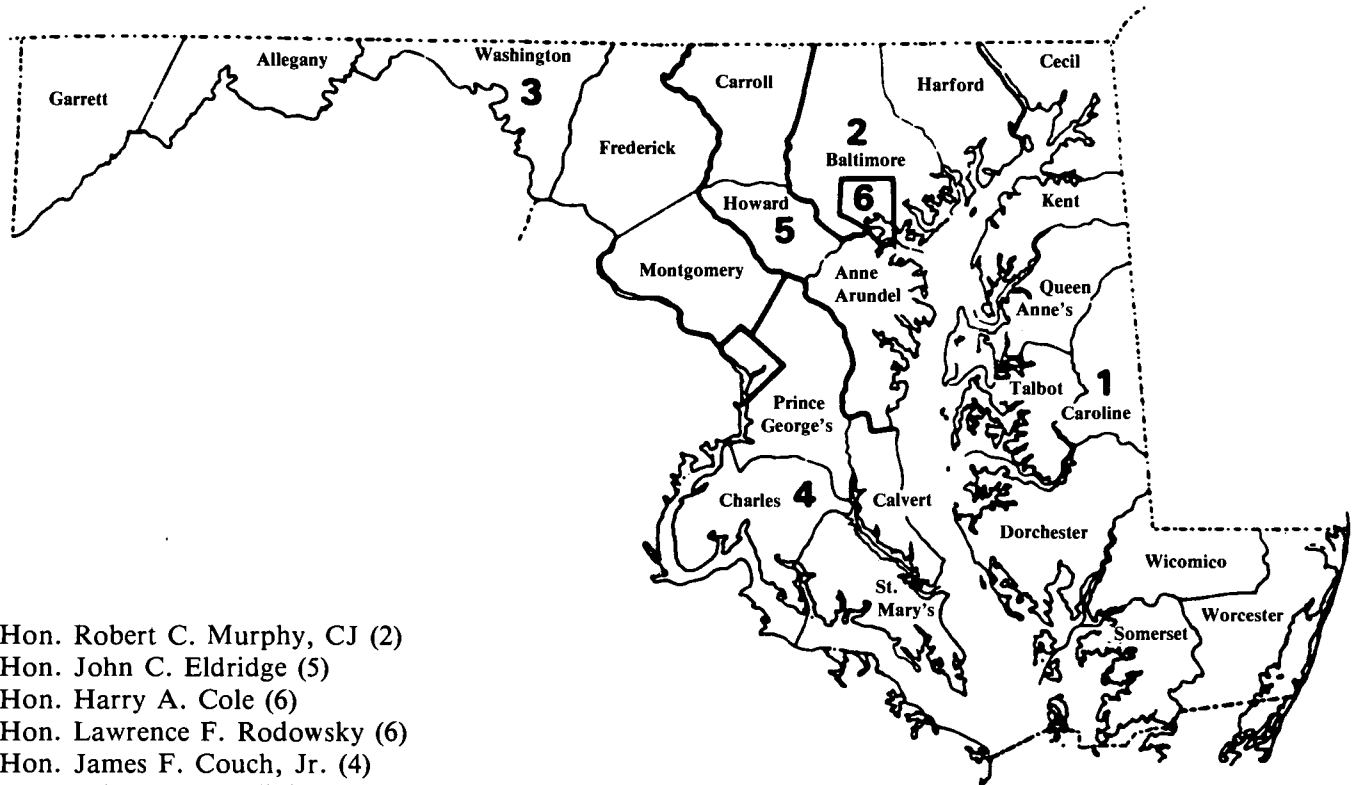 Garrett
Allegany
Washington
3
Frederick
Carroll
2
Baltimore
6
Harford
Cecil
Howard
5
Kent
Montgomery
Anne
Arundel
Queen
Anne's
Talbot
1
Caroline
Prince
George's
Charles 4
Calvert
Dorchester
St.
Mary's
Wicomico
Worcester
Somerset
Hon. Robert C. Murphy, CJ (2)
Hon. John C. Eldridge (5)
Hon. Harry A. Cole (6)
Hon. Lawrence F. Rodowsky (6)
Hon. James F. Couch, Jr. (4)